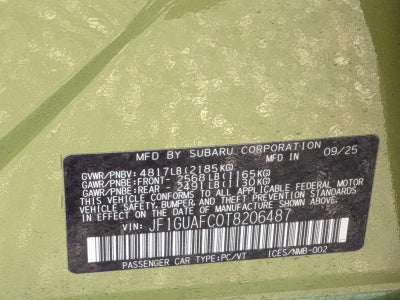 MFD. BY SUBARU CORPORATION 09/25
GVWR/PNBV: 4817LB(2185KG)
GAWR/PNBE: FRONT- 2568LB(1165KG)
GAWR/PNBE: REAR - 2491LB(1130KG)
THIS VEHICLE CONFORMS TO ALL APPLICABLE FEDERAL MOTOR
VEHICLE SAFETY, BUMPER, AND THEFT PREVENTION STANDARDS
IN EFFECT ON THE DATE OF MANUFACTURE SHOWN ABOVE.
VIN: JF1GUAFC0T8206487
PASSENGER CAR TYPE:PC/VT ICES/NMB-002